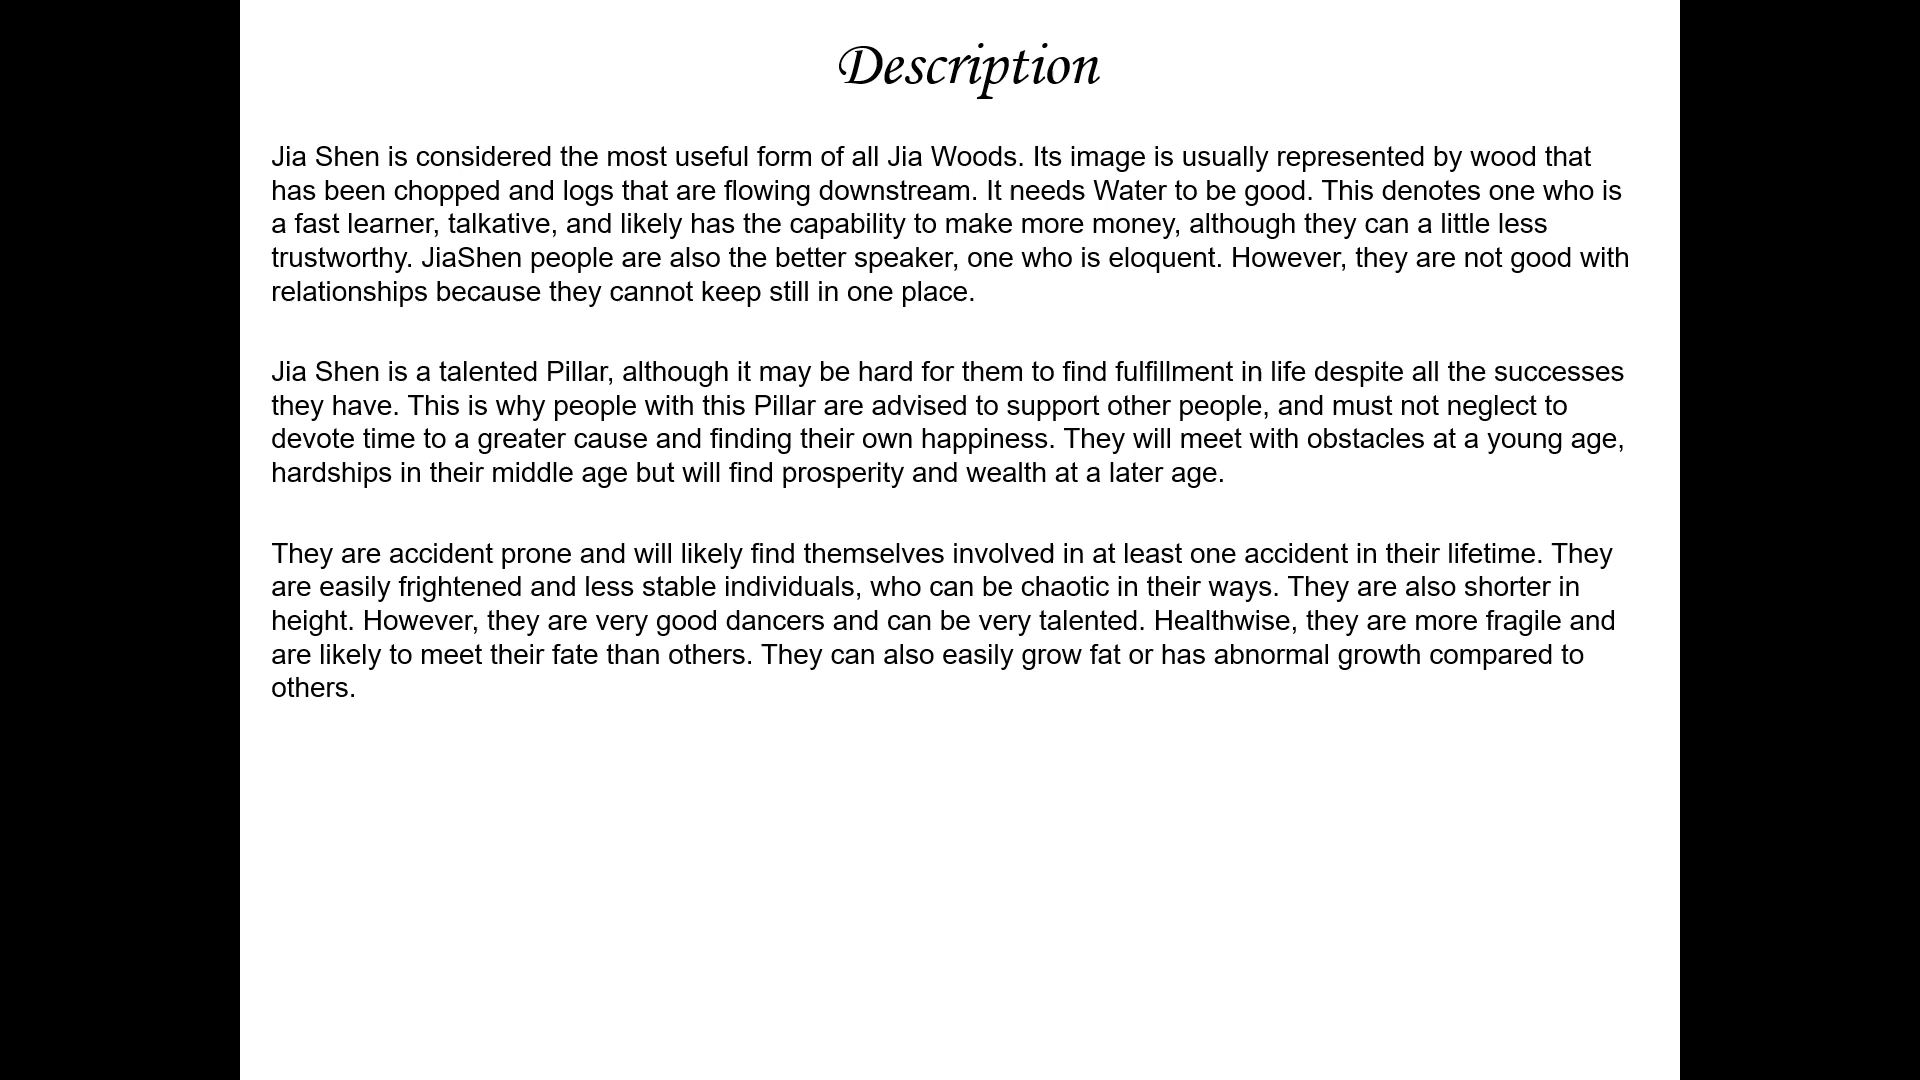 Description
Jia Shen is considered the most useful form of all Jia Woods. Its image is usually represented by wood that
has been chopped and logs that are flowing downstream. It needs Water to be good. This denotes one who is
a fast learner, talkative, and likely has the capability to make more money, although they can a little less
trustworthy. JiaShen people are also the better speaker, one who is eloquent. However, they are not good with
relationships because they cannot keep still in one place.
Jia Shen is a talented Pillar, although it may be hard for them to find fulfillment in life despite all the successes
they have. This is why people with this Pillar are advised to support other people, and must not neglect to
devote time to a greater cause and finding their own happiness. They will meet with obstacles at a young age,
hardships in their middle age but will find prosperity and wealth at a later age.
They are accident prone and will likely find themselves involved in at least one accident in their lifetime. They
are easily frightened and less stable individuals, who can be chaotic in their ways. They are also shorter in
height. However, they are very good dancers and can be very talented. Healthwise, they are more fragile and
are likely to meet their fate than others. They can also easily grow fat or has abnormal growth compared to
others.